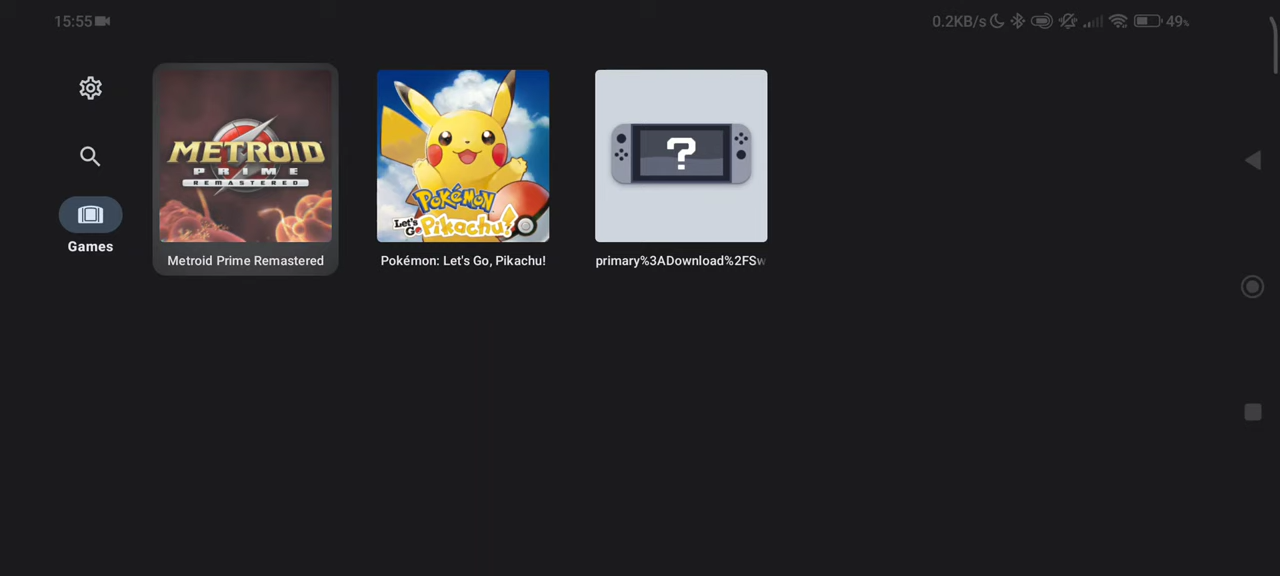 15:55
0.2KB/s
49%
METROID
PRIME
REMASTERED
Metroid Prime Remastered
POKéMON
Let's
Go,
Pikachu!
Pokémon: Let's Go, Pikachu!
?
primary%3ADownload%2FSw
Games